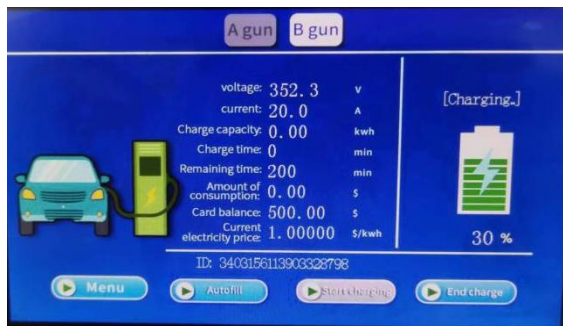 A gun B gun
voltage: 352.3 V
current: 20.0 A
Charge capacity: 0.00 kwh
Charge time: 0 min
Remaining time: 200 min
Amount of
consumption: 0.00 $
Card balance: 500.00 $
Current
electricity price: 1.00000 $/kwh
[Charging..]
30 %
ID: 3403156113903328798
Menu Autofill Start charging End charge